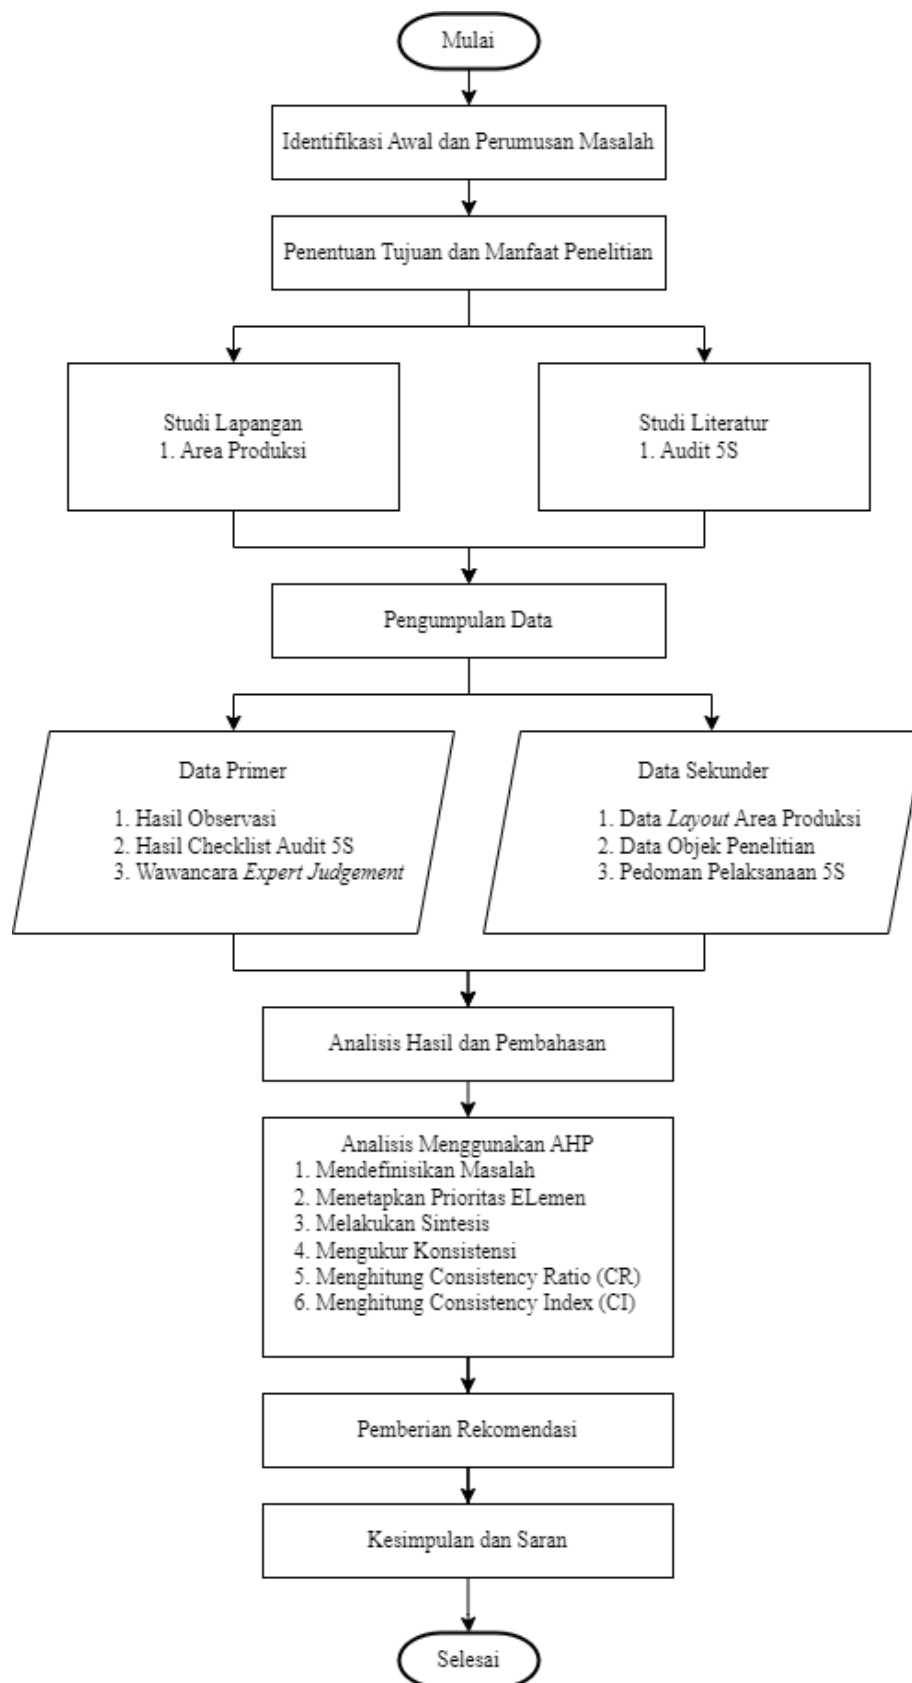 Mulai
Identifikasi Awal dan Perumusan Masalah
Penentuan Tujuan dan Manfaat Penelitian
Studi Lapangan
1. Area Produksi
Studi Literatur
1. Audit 5S
Pengumpulan Data
Data Primer
1. Hasil Observasi
2. Hasil Checklist Audit 5S
3. Wawancara Expert Judgement
Data Sekunder
1. Data Layout Area Produksi
2. Data Objek Penelitian
3. Pedoman Pelaksanaan 5S
Analisis Hasil dan Pembahasan
Analisis Menggunakan AHP
1. Mendefinisikan Masalah
2. Menetapkan Prioritas ELemen
3. Melakukan Sintesis
4. Mengukur Konsistensi
5. Menghitung Consistency Ratio (CR)
6. Menghitung Consistency Index (CI)
Pemberian Rekomendasi
Kesimpulan dan Saran
Selesai